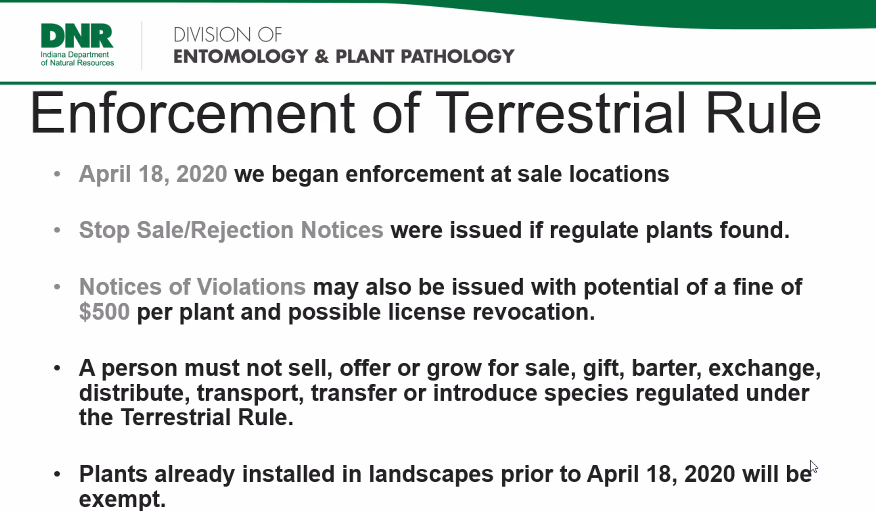 DNR
Indiana Department
of Natural Resources
DIVISION OF
ENTOMOLOGY & PLANT PATHOLOGY
Enforcement of Terrestrial Rule
• April 18, 2020 we began enforcement at sale locations
• Stop Sale/Rejection Notices were issued if regulate plants found.
• Notices of Violations may also be issued with potential of a fine of
$500 per plant and possible license revocation.
• A person must not sell, offer or grow for sale, gift, barter, exchange,
distribute, transport, transfer or introduce species regulated under
the Terrestrial Rule.
• Plants already installed in landscapes prior to April 18, 2020 will be
exempt.